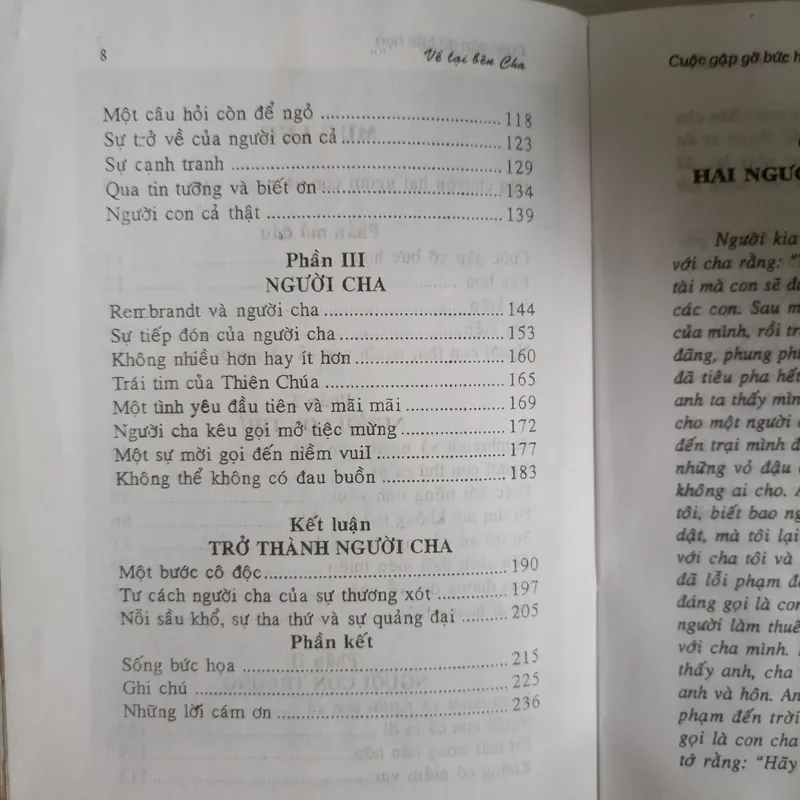 8
Về lại bên Cha
Một câu hỏi còn để ngỏ 118
Sự trở về của người con cả 123
Sự cạnh tranh 129
Qua tin tưỡng và biết ơn 134
Người con cả thật 139
Phần III
NGƯỜI CHA
Rembrandt và người cha 144
Sự tiếp đón của người cha 153
Không nhiều hơn hay ít hơn 160
Trái tim của Thiên Chúa 165
Một tình yêu đầu tiên và mãi mãi 169
Người cha kêu gọi mở tiệc mừng 172
Một sự mời gọi đến niềm vuiI 177
Không thể không có đau buồn 183
Kết luận
TRỞ THÀNH NGƯỜI CHA
Một bước cô độc 190
Tư cách người cha của sự thương xót 197
Nỗi sầu khổ, sự tha thứ và sự quảng đại 205
Phần kết
Sống bức họa 215
Ghi chú 225
Những lời cám ơn 236
Cuộc gặp gỡ bức
HAI
Người kia
với cha rằng:
tài mà con sẽ
các con. Sau
của mình, rồi
đãng, phung
đã tiêu pha hết
anh ta thấy
cho một người
đến trại mình
những vỏ đậu
không ai cho.
tôi, biết bao
dật, mà tôi lại
với cha tôi và
đã lỗi phạm
đáng gọi là con
người làm thuê
với cha mình.
thấy anh, cha
anh và hôn.
phạm đến trời
gọi là con cha
tớ rằng: "Hãy